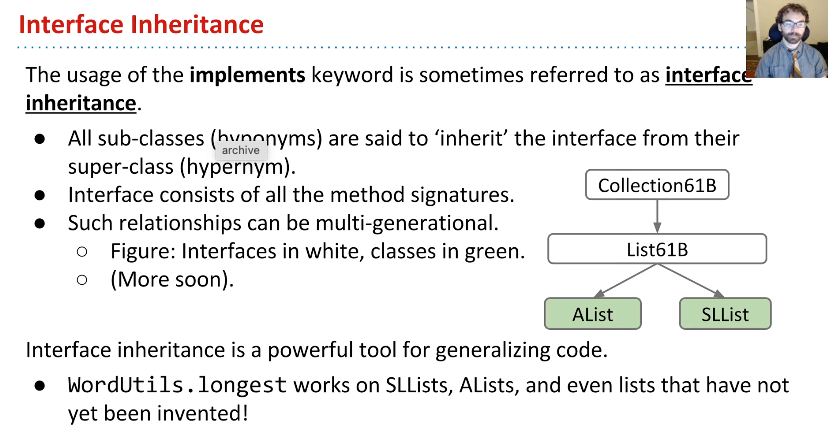 Interface Inheritance
The usage of the implements keyword is sometimes referred to as interface
inheritance.
● All sub-classes (hyponyms) are said to ‘inherit’ the interface from their
archive
super-class (hypernym).
● Interface consists of all the method signatures.
● Such relationships can be multi-generational.
○ Figure: Interfaces in white, classes in green.
○ (More soon).
Collection61B
List61B
AList
SLList
Interface inheritance is a powerful tool for generalizing code.
● WordUtils.longest works on SLLists, ALists, and even lists that have not
yet been invented!